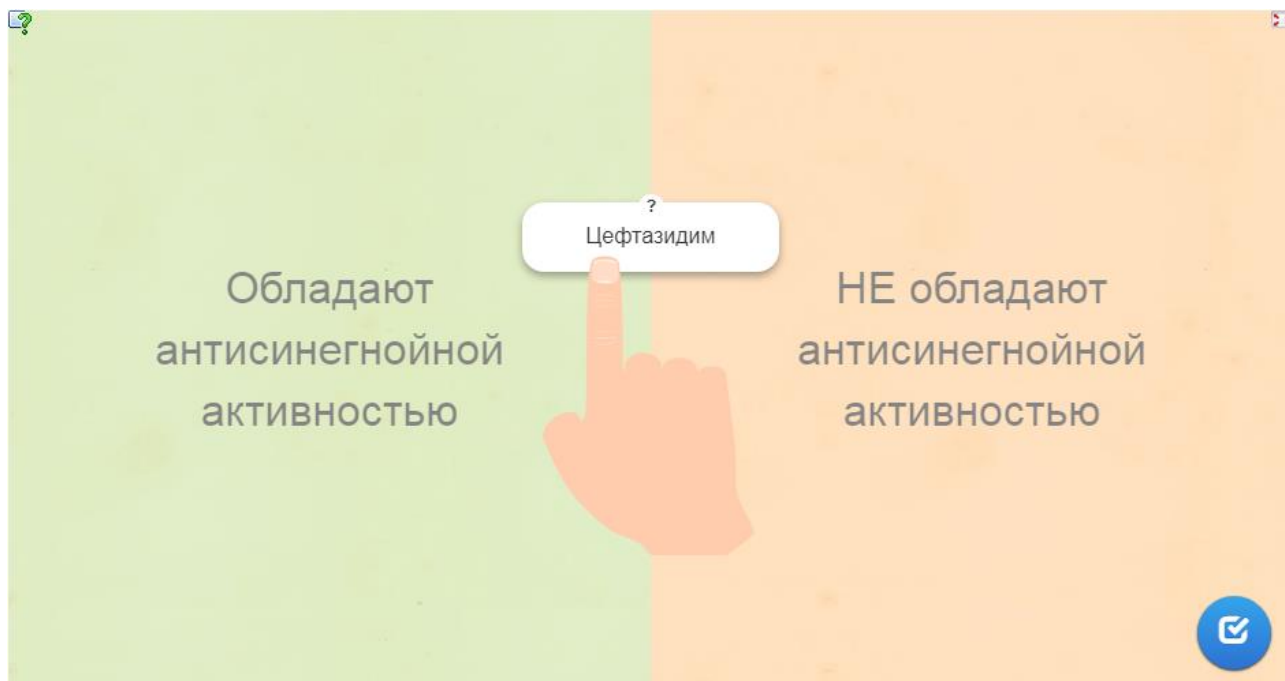 ?
Цефтазидим
Обладают
антисинегнойной
активностью
НЕ обладают
антисинегнойной
активностью